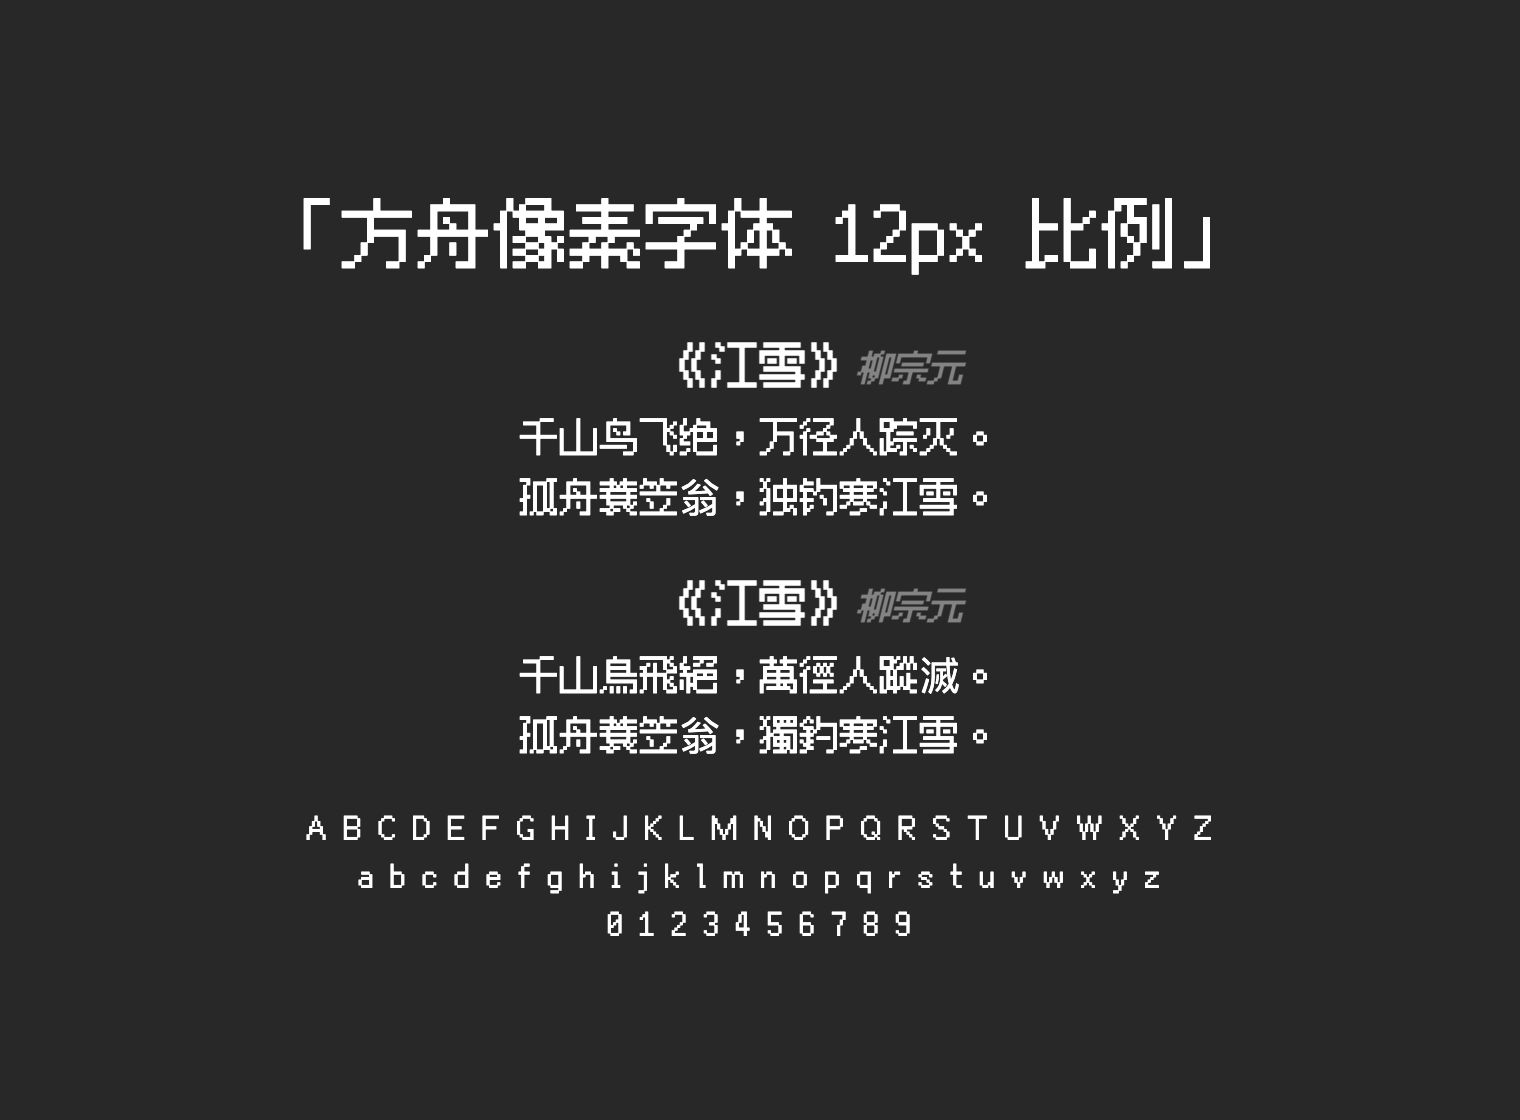 「方舟像素字体 12px 比例」
《江雪》柳宗元
千山鸟飞绝，万径人踪灭。
孤舟蓑笠翁，独钓寒江雪。
《江雪》柳宗元
千山鳥飛絕，萬徑人蹤滅。
孤舟蓑笠翁，獨釣寒江雪。
A B C D E F G H I J K L M N O P Q R S T U V W X Y Z
a b c d e f g h i j k l m n o p q r s t u v w x y z
0 1 2 3 4 5 6 7 8 9